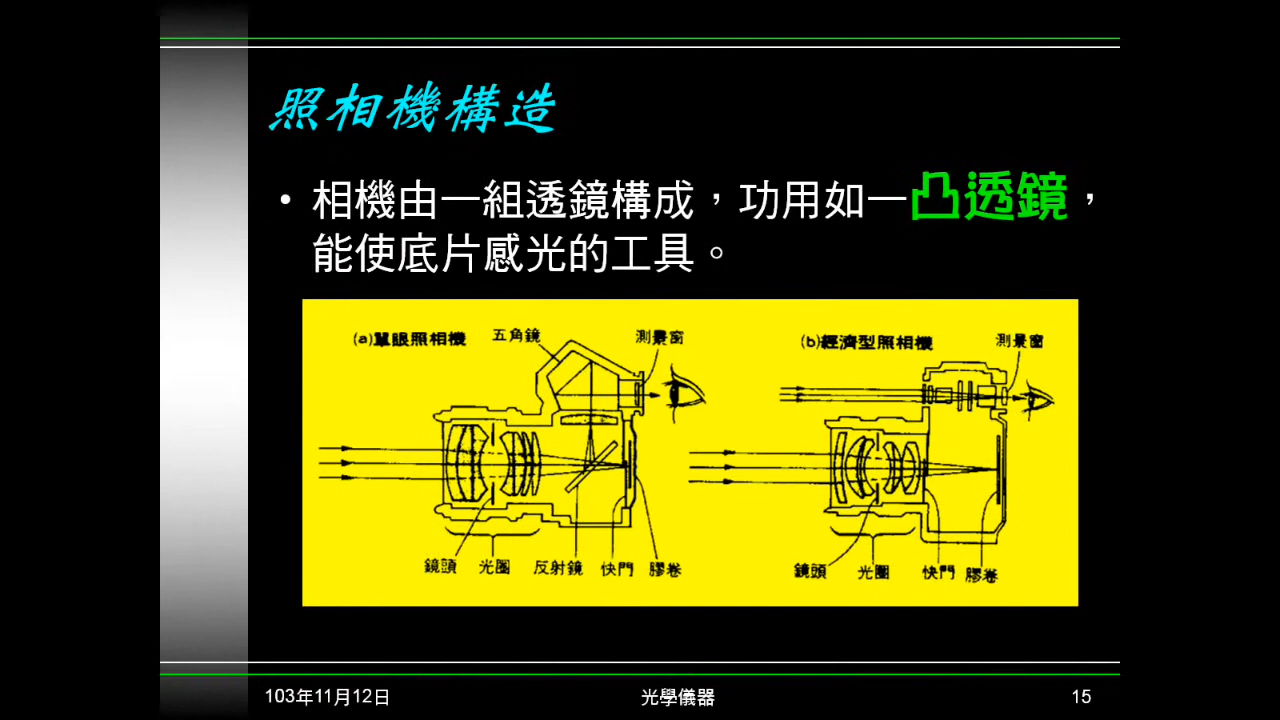 照相機構造
• 相機由一組透鏡構成，功用如一凸透鏡，
能使底片感光的工具。
(a)單眼照相機
五角鏡
測景窗
(b)經濟型照相機
測景窗
鏡頭
光圈
反射鏡
快門
膠卷
鏡頭
光圈
快門
膠卷
103年11月12日
光學儀器
15